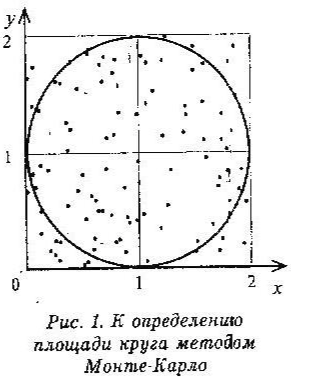 y
2
1
0
1
2
x
Рис. 1. К определению
площади круга методом
Монте-Карло